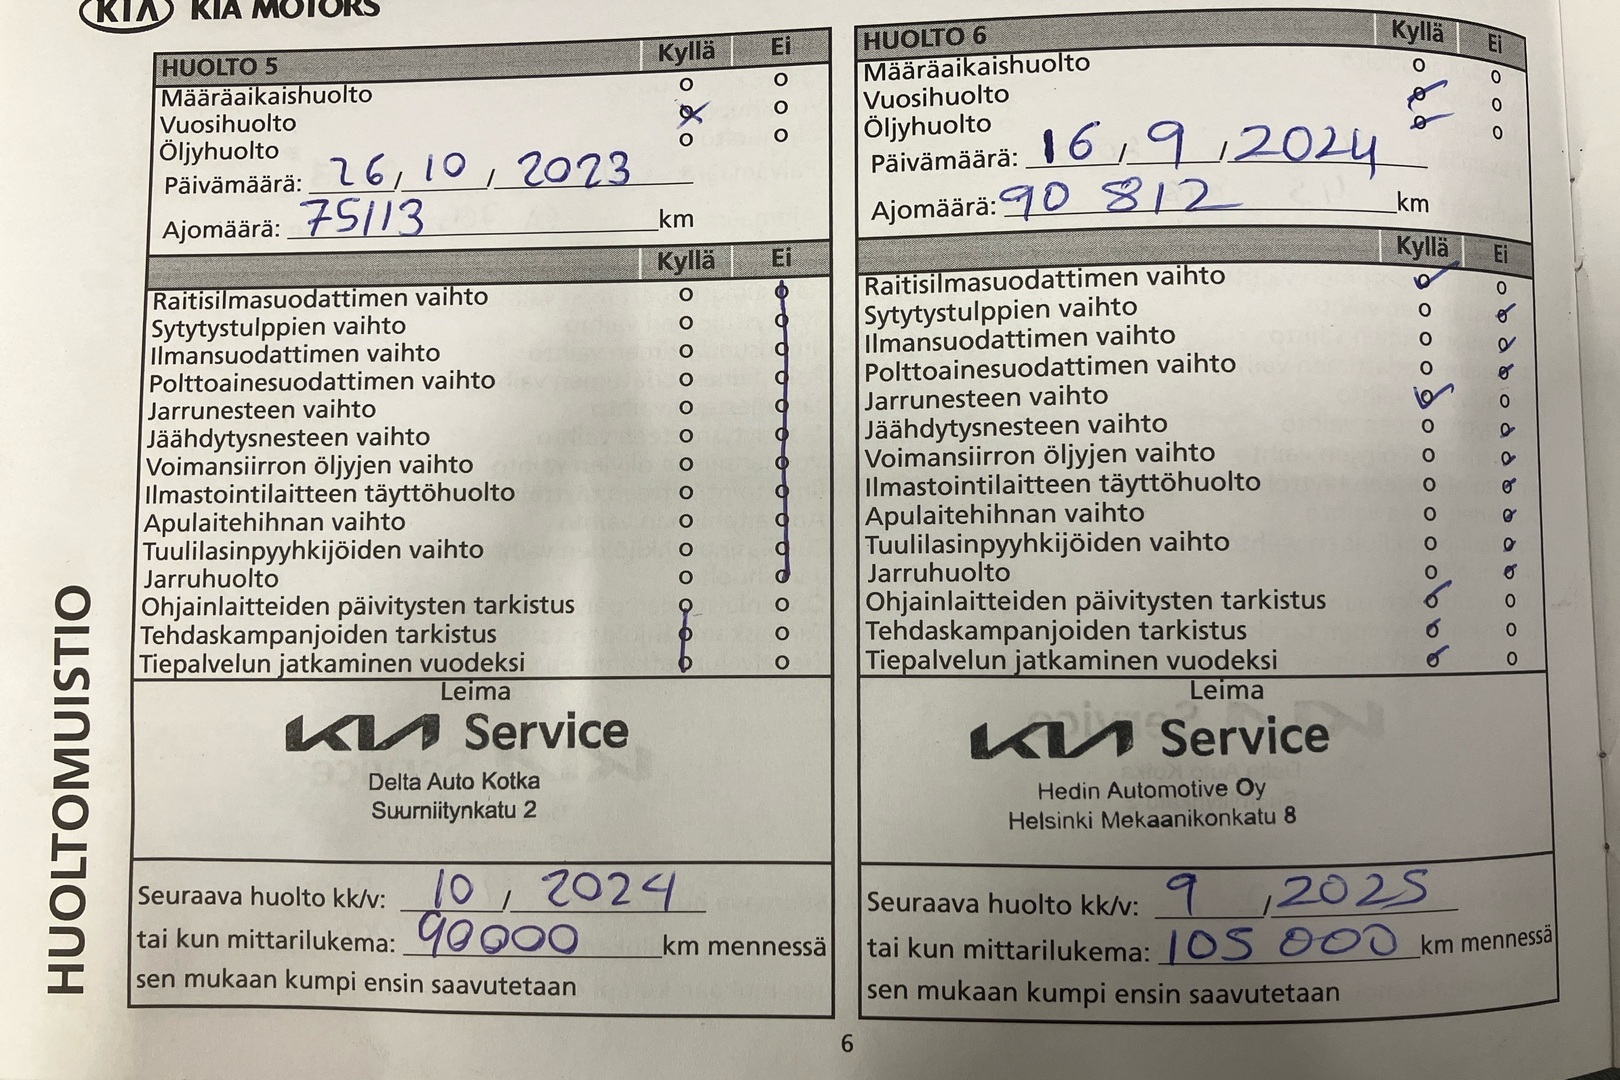 KIA KIA MOTORS
HUOLTOMUISTIO
HUOLTO 5 Kyllä Ei
Määräaikaishuolto o o
Vuosihuolto o o
Öljyhuolto o o
Päivämäärä: 26 / 10 / 2023
Ajomäärä: 75113 km
Kyllä Ei
Raitisilmasuodattimen vaihto o o
Sytytystulppien vaihto o o
Ilmansuodattimen vaihto o o
Polttoainesuodattimen vaihto o o
Jarrunesteen vaihto o o
Jäähdytysnesteen vaihto o o
Voimansiirron öljyjen vaihto o o
Ilmastointilaitteen täyttöhuolto o o
Apulaitehihnan vaihto o o
Tuulilasinpyyhkijöiden vaihto o o
Jarruhuolto o o
Ohjainlaitteiden päivitysten tarkistus o o
Tehdaskampanjoiden tarkistus o o
Tiepalvelun jatkaminen vuodeksi o o
Leima
KIA Service
Delta Auto Kotka
Suurniitynkatu 2
Seuraava huolto kk/v: 10 / 2024
tai kun mittarilukema: 90000 km mennessä
sen mukaan kumpi ensin saavutetaan
HUOLTO 6 Kyllä Ei
Määräaikaishuolto o o
Vuosihuolto o o
Öljyhuolto o o
Päivämäärä: 16 / 9 / 2024
Ajomäärä: 90 812 km
Kyllä Ei
Raitisilmasuodattimen vaihto o o
Sytytystulppien vaihto o o
Ilmansuodattimen vaihto o o
Polttoainesuodattimen vaihto o o
Jarrunesteen vaihto o o
Jäähdytysnesteen vaihto o o
Voimansiirron öljyjen vaihto o o
Ilmastointilaitteen täyttöhuolto o o
Apulaitehihnan vaihto o o
Tuulilasinpyyhkijöiden vaihto o o
Jarruhuolto o o
Ohjainlaitteiden päivitysten tarkistus o o
Tehdaskampanjoiden tarkistus o o
Tiepalvelun jatkaminen vuodeksi o o
Leima
KIA Service
Hedin Automotive Oy
Helsinki Mekaanikonkatu 8
Seuraava huolto kk/v: 9 / 2025
tai kun mittarilukema: 105 000 km mennessä
sen mukaan kumpi ensin saavutetaan
6